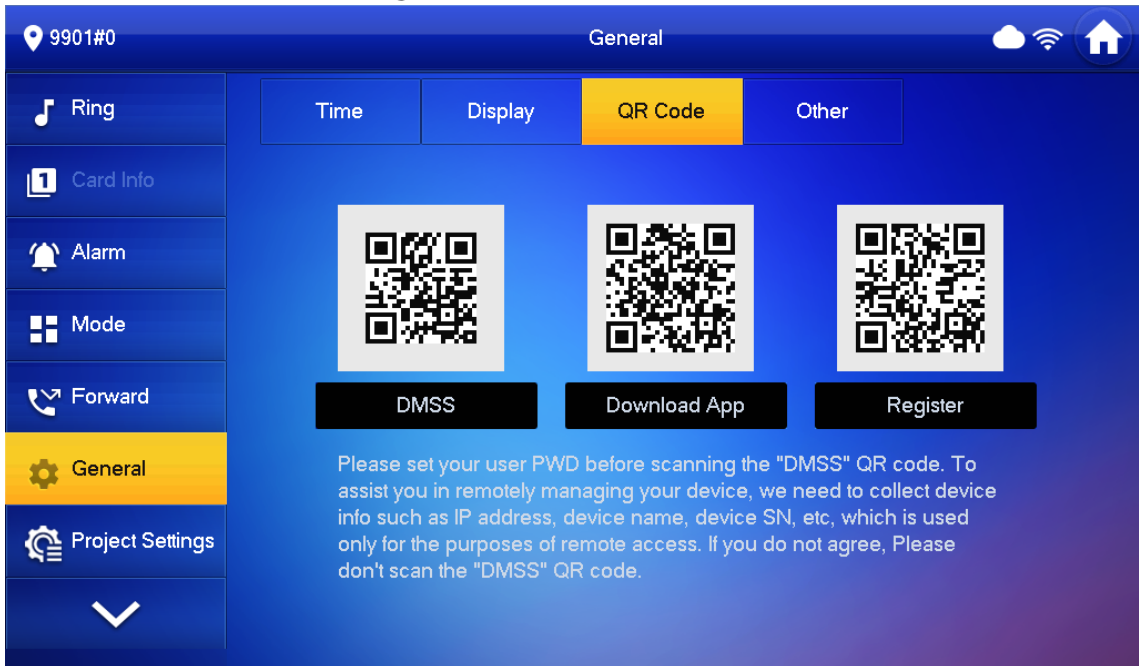 9901#0
General
Ring
Card Info
Alarm
Mode
Forward
General
Project Settings
Time
Display
QR Code
Other
DMSS
Download App
Register
Please set your user PWD before scanning the "DMSS" QR code. To
assist you in remotely managing your device, we need to collect device
info such as IP address, device name, device SN, etc, which is used
only for the purposes of remote access. If you do not agree, Please
don't scan the "DMSS" QR code.